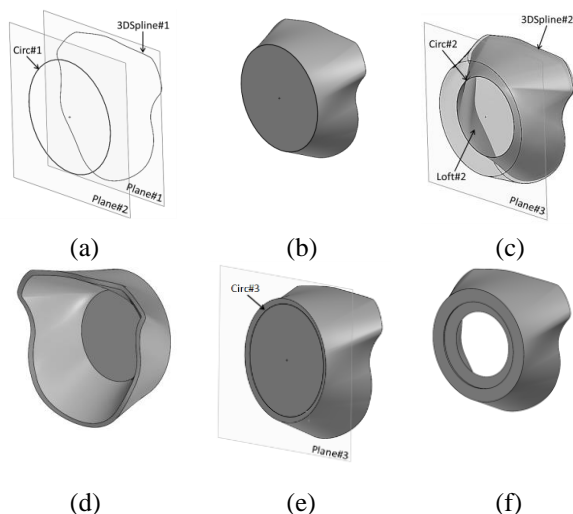 3DSpline#1
Circ#1
Plane#1
Plane#2
3DSpline#2
Circ#2
Loft#2
Plane#3
(a) (b) (c)
Circ#3
Plane#3
(d) (e) (f)